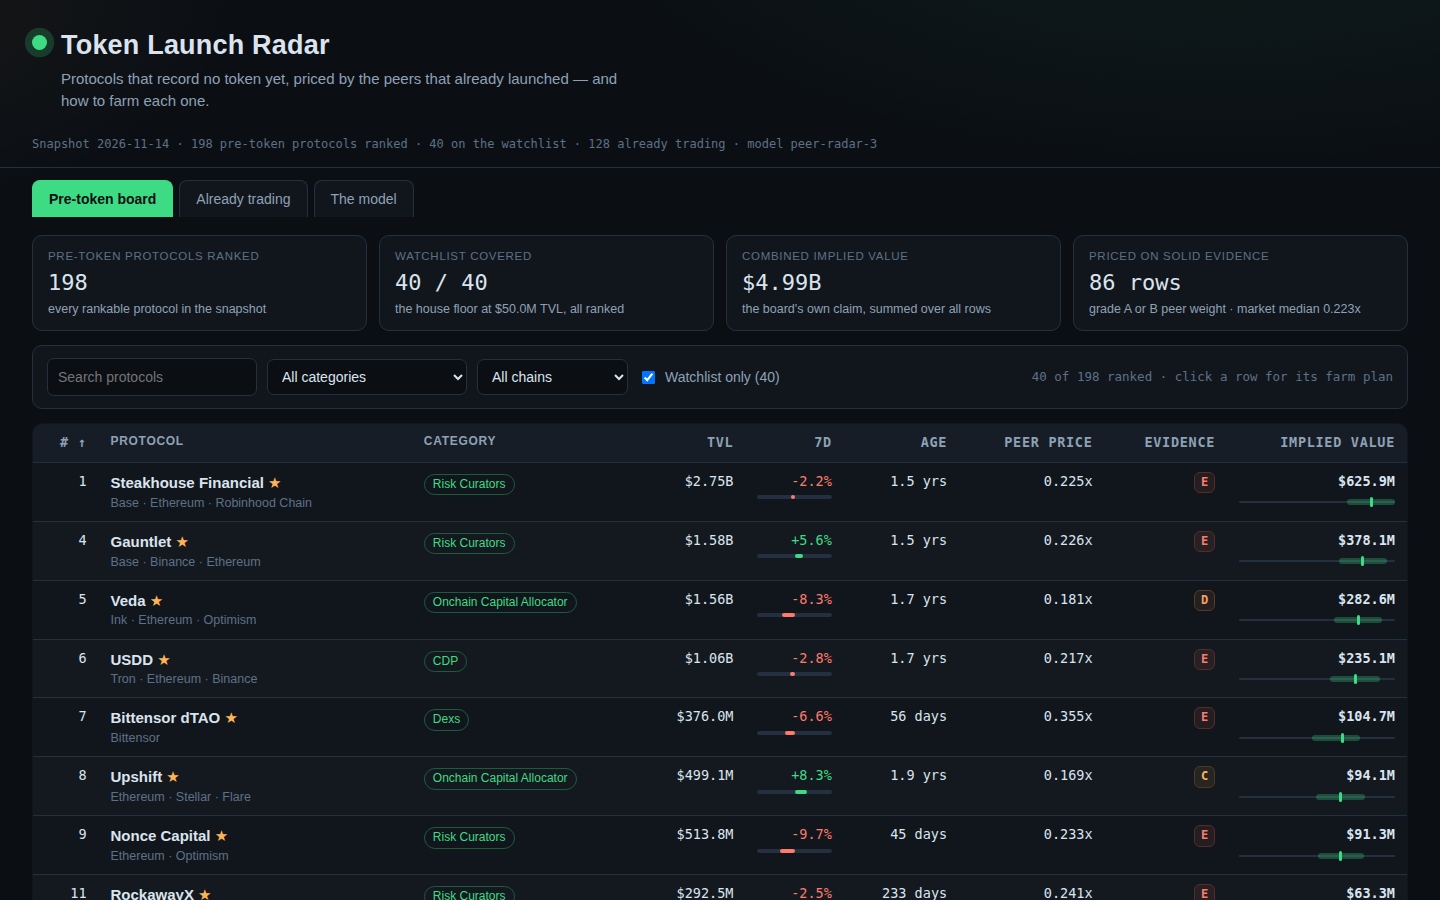 Token Launch Radar
Protocols that record no token yet, priced by the peers that already launched — and
how to farm each one.
Snapshot 2026-11-14 · 198 pre-token protocols ranked · 40 on the watchlist · 128 already trading · model peer-radar-3
Pre-token board Already trading The model
PRE-TOKEN PROTOCOLS RANKED
198
every rankable protocol in the snapshot
WATCHLIST COVERED
40 / 40
the house floor at $50.0M TVL, all ranked
COMBINED IMPLIED VALUE
$4.99B
the board's own claim, summed over all rows
PRICED ON SOLID EVIDENCE
86 rows
grade A or B peer weight · market median 0.223x
Search protocols All categories All chains Watchlist only (40) 40 of 198 ranked · click a row for its farm plan
# ↑ PROTOCOL CATEGORY TVL 7D AGE PEER PRICE EVIDENCE IMPLIED VALUE
1 Steakhouse Financial ★ Risk Curators $2.75B -2.2% 1.5 yrs 0.225x E $625.9M
Base · Ethereum · Robinhood Chain
4 Gauntlet ★ Risk Curators $1.58B +5.6% 1.5 yrs 0.226x E $378.1M
Base · Binance · Ethereum
5 Veda ★ Onchain Capital Allocator $1.56B -8.3% 1.7 yrs 0.181x D $282.6M
Ink · Ethereum · Optimism
6 USDD ★ CDP $1.06B -2.8% 1.7 yrs 0.217x E $235.1M
Tron · Ethereum · Binance
7 Bittensor dTAO ★ Dexs $376.0M -6.6% 56 days 0.355x E $104.7M
Bittensor
8 Upshift ★ Onchain Capital Allocator $499.1M +8.3% 1.9 yrs 0.169x C $94.1M
Ethereum · Stellar · Flare
9 Nonce Capital ★ Risk Curators $513.8M -9.7% 45 days 0.233x E $91.3M
Ethereum · Optimism
11 RockawayX ★ Risk Curators $292.5M -2.5% 233 days 0.241x E $63.3M